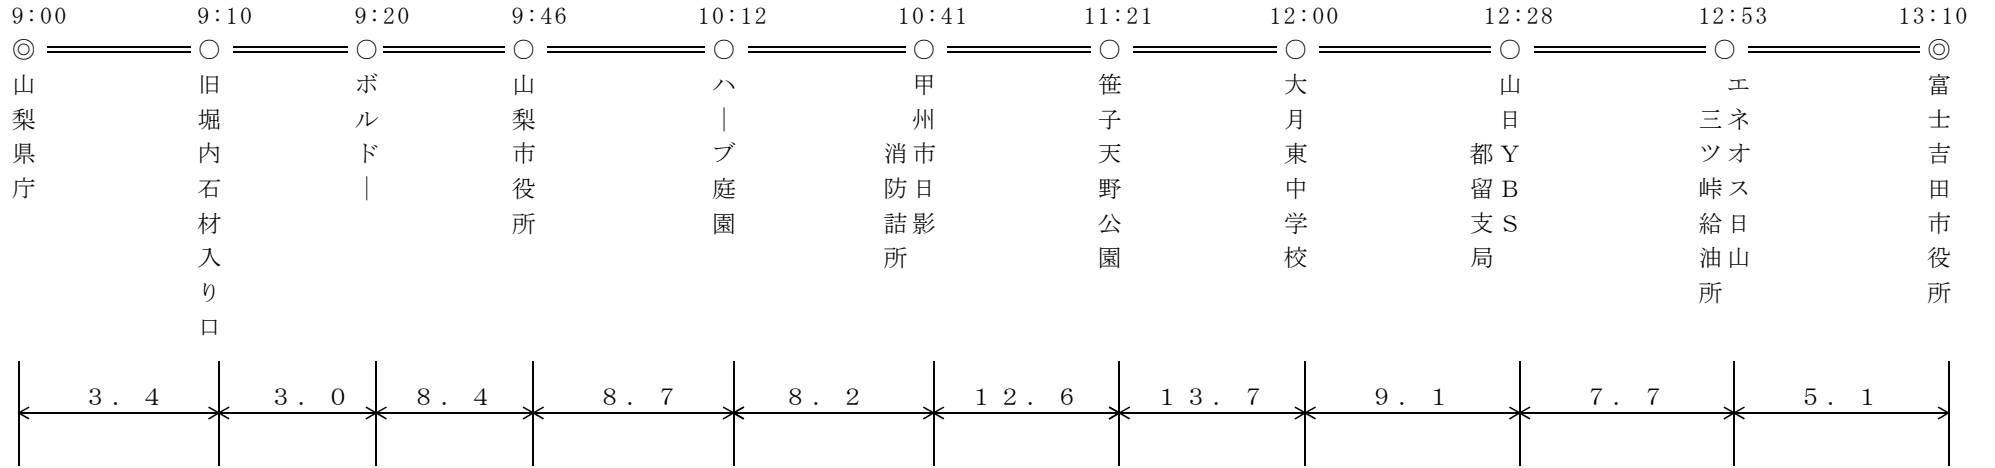 9:00 9:10 9:20 9:46 10:12 10:41 11:21 12:00 12:28 12:53 13:10
◎ ○ ○ ○ ○ ○ ○ ○ ○ ○ ◎
山梨県庁
旧堀内石材入り口
ボルド｜
山梨市役所
ハ｜ブ庭園
甲州市日影
消防詰所
笹子天野公園
大月東中学校
山日ＹＢＳ
都留支局
エネオス日山
三ツ峠給油所
富士吉田市役所
３．４ ３．０ ８．４ ８．７ ８．２ １２．６ １３．７ ９．１ ７．７ ５．１